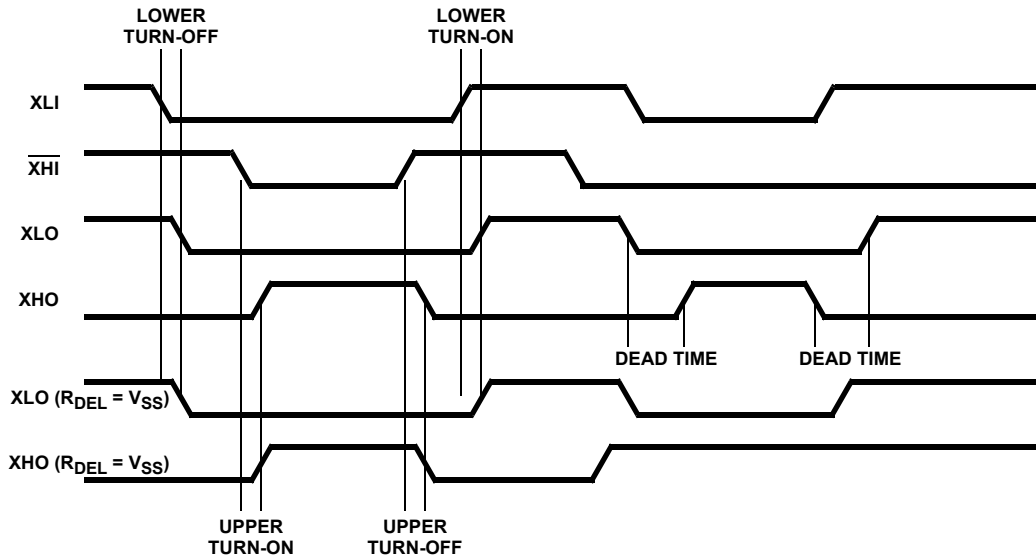 LOWER
TURN-OFF
LOWER
TURN-ON
XLI
XHI
XLO
XHO
DEAD TIME
DEAD TIME
XLO (RDEL = VSS)
XHO (RDEL = VSS)
UPPER
TURN-ON
UPPER
TURN-OFF